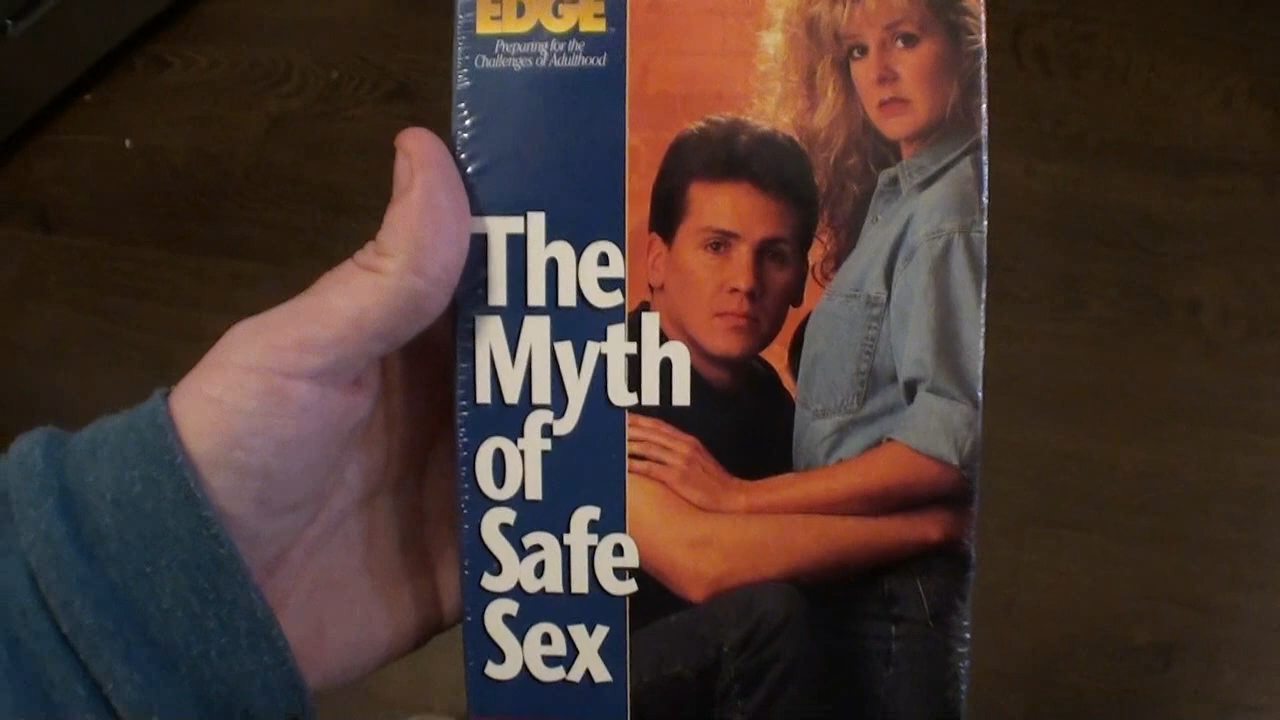 EDGE
Preparing for the
Challenges of Adulthood
The
Myth
of
Safe
Sex